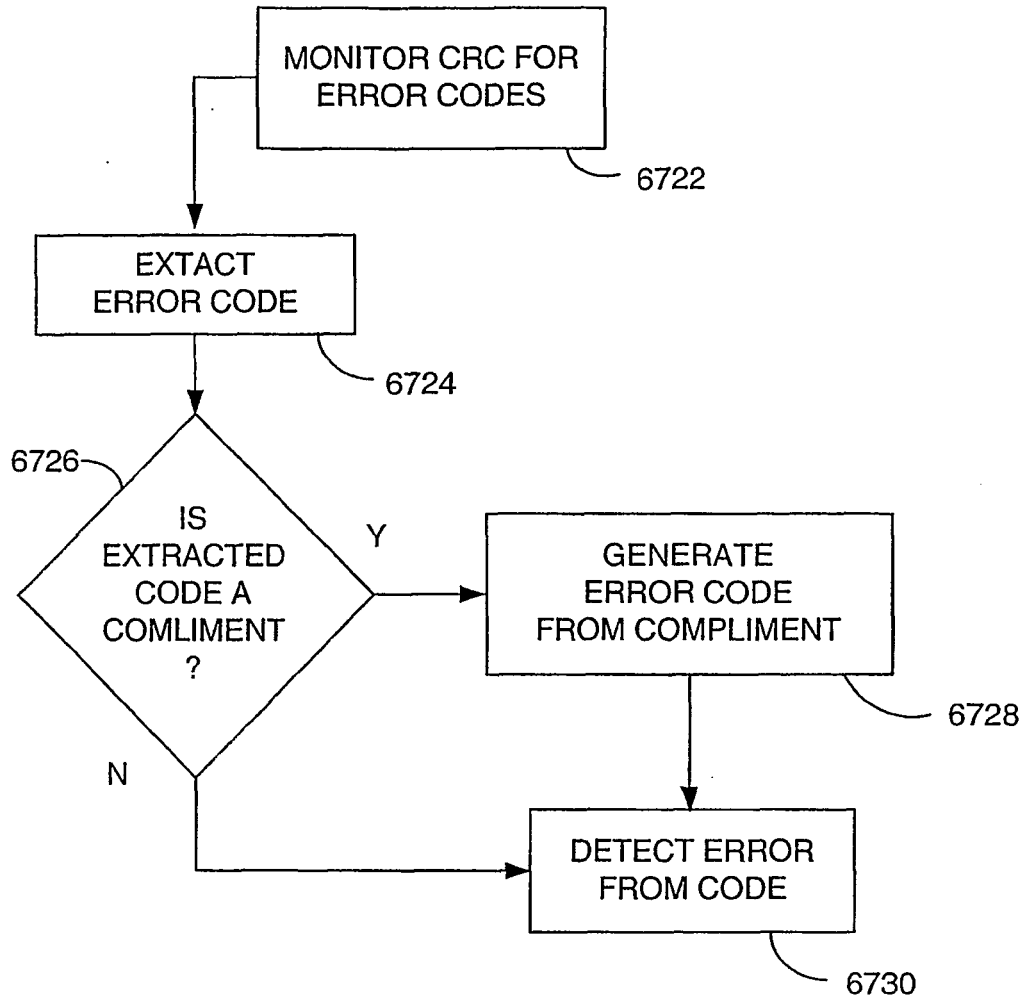 MONITOR CRC FOR
ERROR CODES
6722
EXTACT
ERROR CODE
6724
6726
IS
EXTRACTED
CODE A
COMLIMENT
?
Y
GENERATE
ERROR CODE
FROM COMPLIMENT
6728
N
DETECT ERROR
FROM CODE
6730